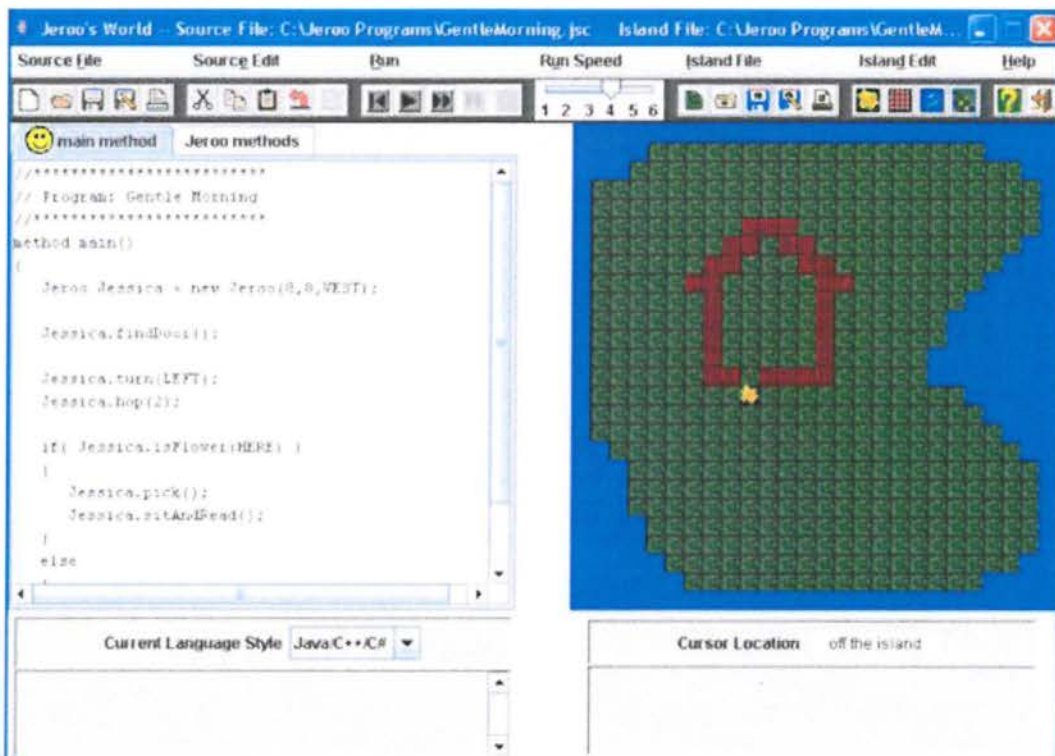 Jeroo's World -- Source File: C:\Jeroo Programs\GentleMorning.jsc Island File: C:\Jeroo Programs\GentleM...
Source File Source Edit Run Run Speed Island File Island Edit Help
1 2 3 4 5 6
main method Jeroo methods
//*************************
// Program: Gentle Morning
//*************************
method main()
{
Jeroo Jessica = new Jeroo(8,8,WEST);
Jessica.findDoor();
Jessica.turn(LEFT);
Jessica.hop(2);
if( Jessica.isFlower(HERE) )
{
Jessica.pick();
Jessica.sitAndRead();
}
else
Current Language Style Java/C++/C#
Cursor Location off the island